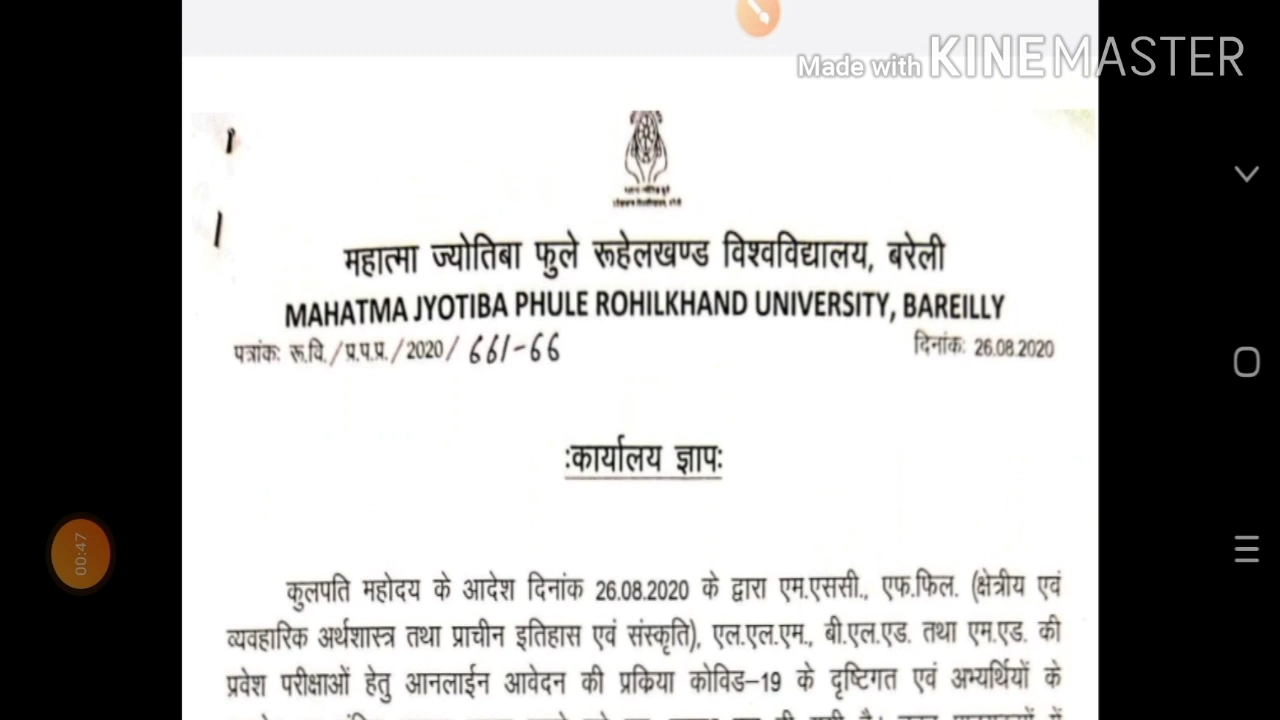 Made with KINEMASTER
महात्मा ज्योतिबा फुले रूहेलखण्ड विश्वविद्यालय, बरेली
MAHATMA JYOTIBA PHULE ROHILKHAND UNIVERSITY, BAREILLY
पत्रांकः रू.वि./प्र.प.प्र./2020/ 661-66 दिनांकः 26.08.2020
:कार्यालय ज्ञापः
00:47
कुलपति महोदय के आदेश दिनांक 26.08.2020 के द्वारा एम.एससी., एफ.फिल. (क्षेत्रीय एवं
व्यवहारिक अर्थशास्त्र तथा प्राचीन इतिहास एवं संस्कृति), एल.एल.एम., बी.एल.एड. तथा एम.एड. की
प्रवेश परीक्षाओं हेतु आनलाईन आवेदन की प्रक्रिया कोविड–19 के दृष्टिगत एवं अभ्यर्थियों के